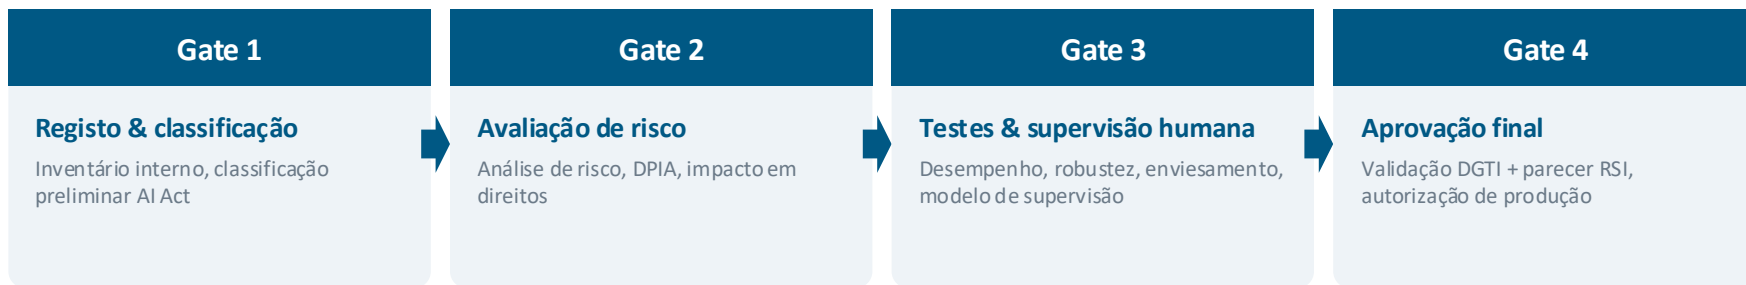 Gate 1
Registo & classificação
Inventário interno, classificação
preliminar AI Act
Gate 2
Avaliação de risco
Análise de risco, DPIA, impacto em
direitos
Gate 3
Testes & supervisão humana
Desempenho, robustez, enviesamento,
modelo de supervisão
Gate 4
Aprovação final
Validação DGTI + parecer RSI,
autorização de produção